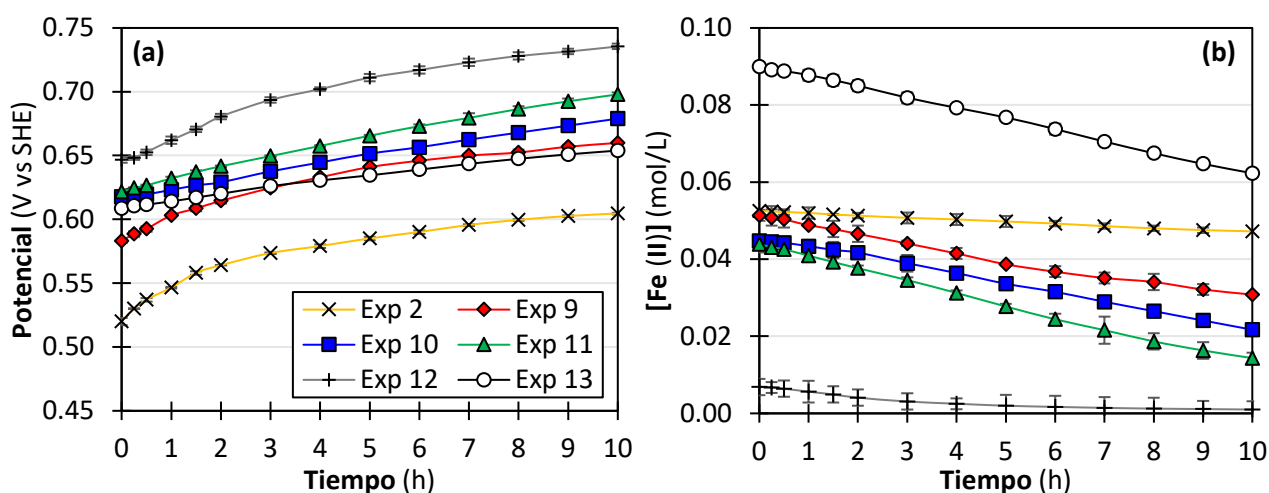 (a)
Potencial (V vs SHE)
0.75
0.70
0.65
0.60
0.55
0.50
0.45
Exp 2
Exp 9
Exp 10
Exp 11
Exp 12
Exp 13
0 1 2 3 4 5 6 7 8 9 10
Tiempo (h)
(b)
[Fe (II)] (mol/L)
0.10
0.08
0.06
0.04
0.02
0.00
0 1 2 3 4 5 6 7 8 9 10
Tiempo (h)